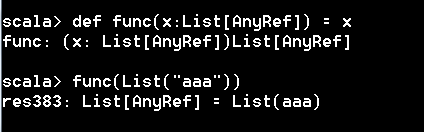 scala> def func(x:List[AnyRef]) = x
func: (x: List[AnyRef])List[AnyRef]
scala> func(List("aaa"))
res383: List[AnyRef] = List(aaa)